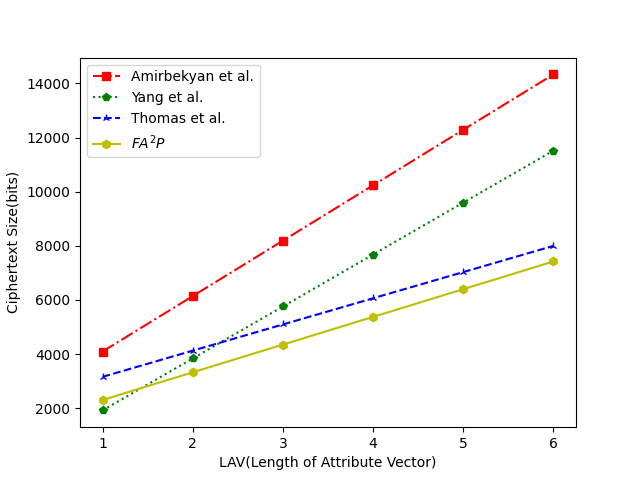 Amirbekyan et al.
Yang et al.
Thomas et al.
FA²P
14000
12000
10000
8000
6000
4000
2000
Ciphertext Size(bits)
1 2 3 4 5 6
LAV(Length of Attribute Vector)